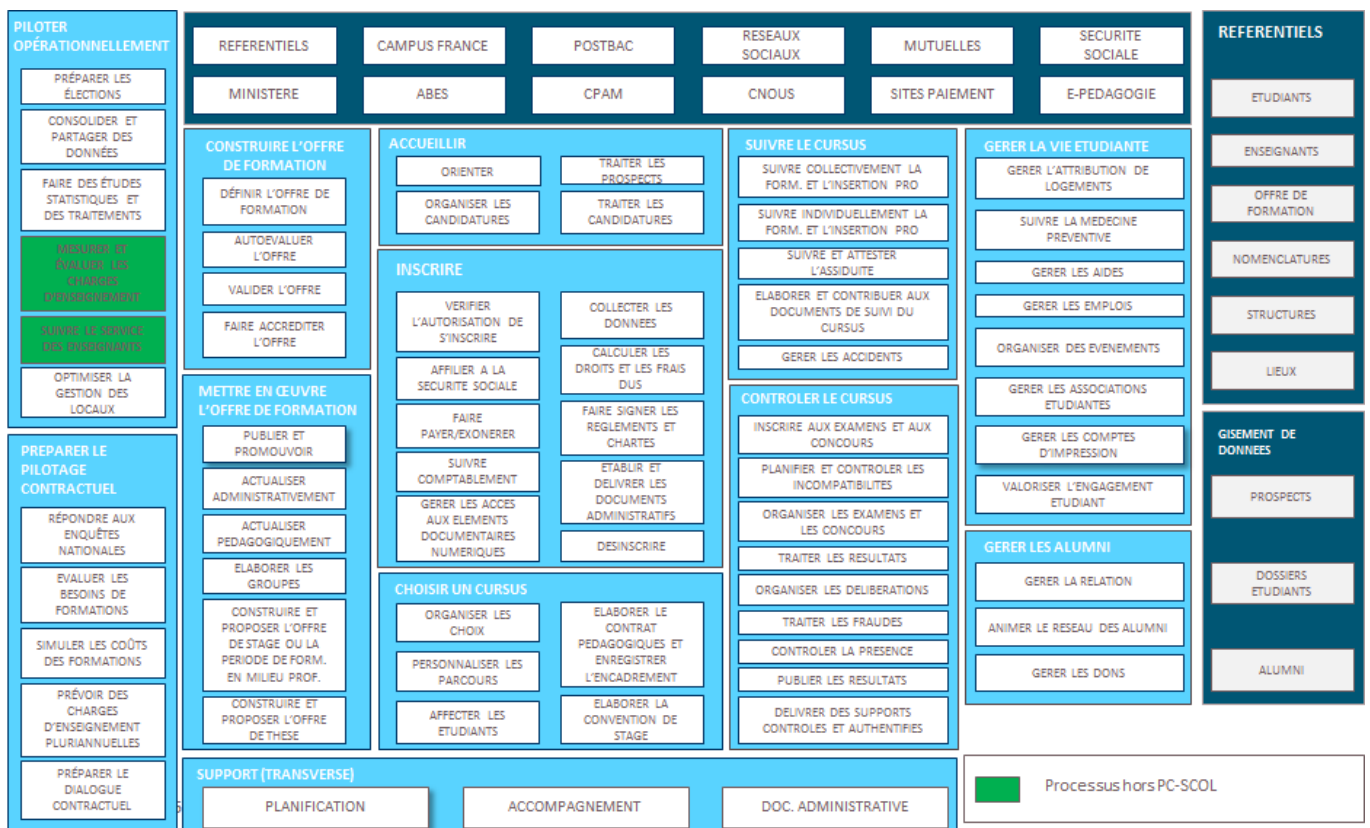 PILOTER
OPÉRATIONNELLEMENT
PRÉPARER LES
ÉLECTIONS
CONSOLIDER ET
PARTAGER DES
DONNÉES
FAIRE DES ÉTUDES
STATISTIQUES ET
DES TRAITEMENTS
MESURER ET
ÉVALUER LES
CHARGES
D'ENSEIGNEMENT
SUIVRE LE SERVICE
DES ENSEIGNANTS
OPTIMISER LA
GESTION DES
LOCAUX
PREPARER LE
PILOTAGE
CONTRACTUEL
RÉPONDRE AUX
ENQUÊTES
NATIONALES
EVALUER LES
BESOINS DE
FORMATIONS
SIMULER LES COÛTS
DES FORMATIONS
PRÉVOIR DES
CHARGES
D'ENSEIGNEMENT
PLURIANNUELLES
PRÉPARER LE
DIALOGUE
CONTRACTUEL
REFERENTIELS
CAMPUS FRANCE
POSTBAC
RESEAUX
SOCIAUX
MUTUELLES
SECURITE
SOCIALE
MINISTERE
ABES
CPAM
CNOUS
SITES PAIEMENT
E-PEDAGOGIE
CONSTRUIRE L'OFFRE
DE FORMATION
DÉFINIR L'OFFRE DE
FORMATION
AUTOEVALUER
L'OFFRE
VALIDER L'OFFRE
FAIRE ACCREDITER
L'OFFRE
METTRE EN ŒUVRE
L'OFFRE DE FORMATION
PUBLIER ET
PROMOUVOIR
ACTUALISER
ADMINISTRATIVEMENT
ACTUALISER
PEDAGOGIQUEMENT
ELABORER LES
GROUPES
CONSTRUIRE ET
PROPOSER L'OFFRE
DE STAGE OU LA
PERIODE DE FORM.
EN MILIEU PROF.
CONSTRUIRE ET
PROPOSER L'OFFRE
DE THESE
ACCUEILLIR
ORIENTER
TRAITER LES
PROSPECTS
ORGANISER LES
CANDIDATURES
TRAITER LES
CANDIDATURES
INSCRIRE
VERIFIER
L'AUTORISATION DE
S'INSCRIRE
COLLECTER LES
DONNEES
AFFILIER A LA
SECURITE SOCIALE
CALCULER LES
DROITS ET LES FRAIS
DUS
FAIRE
PAYER/EXONERER
FAIRE SIGNER LES
REGLEMENTS ET
CHARTES
SUIVRE
COMPTABLEMENT
ETABLIR ET
DELIVRER LES
DOCUMENTS
ADMINISTRATIFS
GERER LES ACCES
AUX ELEMENTS
DOCUMENTAIRES
NUMERIQUES
DESINSCRIRE
CHOISIR UN CURSUS
ORGANISER LES
CHOIX
ELABORER LE
CONTRAT
PEDAGOGIQUES ET
ENREGISTRER
L'ENCADREMENT
PERSONNALISER LES
PARCOURS
AFFECTER LES
ETUDIANTS
ELABORER LA
CONVENTION DE
STAGE
SUIVRE LE CURSUS
SUIVRE COLLECTIVEMENT LA
FORM. ET L'INSERTION PRO
SUIVRE INDIVIDUELLEMENT LA
FORM. ET L'INSERTION PRO
SUIVRE ET ATTESTER
L'ASSIDUITE
ELABORER ET CONTRIBUER AUX
DOCUMENTS DE SUIVI DU
CURSUS
GERER LES ACCIDENTS
CONTROLER LE CURSUS
INSCRIRE AUX EXAMENS ET AUX
CONCOURS
PLANIFIER ET CONTROLER LES
INCOMPATIBILITES
ORGANISER LES EXAMENS ET
LES CONCOURS
TRAITER LES RESULTATS
ORGANISER LES DELIBERATIONS
TRAITER LES FRAUDES
CONTROLER LA PRESENCE
PUBLIER LES RESULTATS
DELIVRER DES SUPPORTS
CONTROLES ET AUTHENTIFIES
GERER LA VIE ETUDIANTE
GERER L'ATTRIBUTION DE
LOGEMENTS
SUIVRE LA MEDECINE
PREVENTIVE
GERER LES AIDES
GERER LES EMPLOIS
ORGANISER DES EVENEMENTS
GERER LES ASSOCIATIONS
ETUDIANTES
GERER LES COMPTES
D'IMPRESSION
VALORISER L'ENGAGEMENT
ETUDIANT
GERER LES ALUMNI
GERER LA RELATION
ANIMER LE RESEAU DES ALUMNI
GERER LES DONS
REFERENTIELS
ETUDIANTS
ENSEIGNANTS
OFFRE DE
FORMATION
NOMENCLATURES
STRUCTURES
LIEUX
GISEMENT DE
DONNEES
PROSPECTS
DOSSIERS
ETUDIANTS
ALUMNI
SUPPORT (TRANSVERSE)
PLANIFICATION
ACCOMPAGNEMENT
DOC. ADMINISTRATIVE
Processus hors PC-SCOL